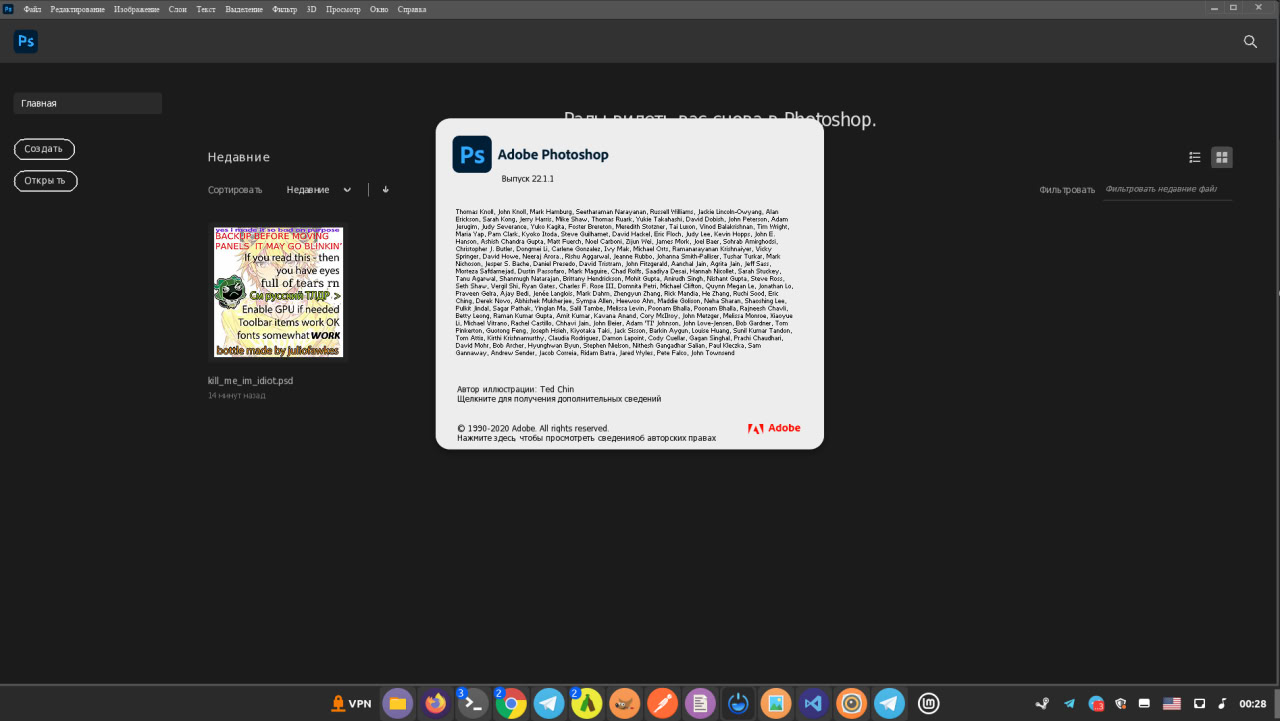 Ps Файл Редактирование Изображение Слои Текст Выделение Фильтр 3D Просмотр Окно Справка
Ps
Главная
Рады видеть вас снова в Photoshop.
Создать
Недавние
Откры ть
Сортировать Недавние
Фильтровать Фильтровать недавние файл
yes I made it so bad on purpose
BACKUP BEFORE MOVING
PANELS IT MAY GO BLINKIN'
If you read this - then
you have eyes
full of tears rn
См русский ТЛДР .>
Enable GPU if needed
Toolbar items work OK
fonts somewhat WORK
bottle made by juliofawkes
kill_me_im_idiot.psd
14 минут назад
Ps Adobe Photoshop
Выпуск 22.1.1
Thomas Knoll, John Knoll, Mark Hamburg, Seetharaman Narayanan, Russell Williams, Jackie Lincoln-Owyang, Alan
Erickson, Sarah Kong, Jerry Harris, Mike Shaw, Thomas Ruark, Yukie Takahashi, David Dobish, John Peterson, Adam
Jerugim, Judy Severance, Yuko Kagita, Foster Brereton, Meredith Stotzner, Tai Luxon, Vinod Balakrishnan, Tim Wright,
Maria Yap, Pam Clark, Kyoko Itoda, Steve Guilhamet, David Hackel, Eric Floch, Judy Lee, Kevin Hopps, John E.
Hanson, Ashish Chandra Gupta, Matt Fuerch, Noel Carboni, Zijun Wei, James Mork, Joel Baer, Sohrab Amirghodsi,
Christopher J. Butler, Dongmei Li, Carlene Gonzalez, Ivy Mak, Michael Orts, Ramanarayanan Krishnaiyer, Vicky
Springer, David Howe, Neeraj Arora., Rishu Aggarwal, Jeanne Rubbo, Johanna Smith-Palliser, Tushar Turkar, Mark
Nichoson, Jesper S. Bache, Daniel Presedo, David Tristram, John Fitzgerald, Aanchal Jain, Agrita Jain, Jeff Sass,
Morteza Safdarnejad, Dustin Passofaro, Mark Maguire, Chad Rolfs, Saadiya Desai, Hannah Nicollet, Sarah Stuckey,
Tanu Agarwal, Shanmugh Natarajan, Brittany Hendrickson, Mohit Gupta, Anirudh Singh, Nishant Gupta, Steve Ross,
Seth Shaw, Vergil Shi, Ryan Gates, Charles F. Rose III, Domnita Petri, Michael Clifton, Quynn Megan Le, Jonathan Lo,
Praveen Gelra, Ajay Bedi, Jenée Langlois, Mark Dahm, Zhengyun Zhang, Rick Mandia, He Zhang, Ruchi Sood, Eric
Ching, Derek Novo, Abhishek Mukherjee, Sympa Allen, Heewoo Ahn, Maddie Golison, Neha Sharan, Shaoshing Lee,
Pulkit Jindal, Sagar Pathak, Yinglan Ma, Salil Tambe, Melissa Levin, Poonam Bhalla, Poonam Bhalla, Rajneesh Chavli,
Betty Leong, Raman Kumar Gupta, Amit Kumar, Kavana Anand, Cory McIlroy, John Metzger, Melissa Monroe, Xiaoyue
Li, Michael Vitrano, Rachel Castillo, Chhavi Jain, John Beier, Adam 'TJ' Johnson, John Love-Jensen, Bob Gardner, Tom
Pinkerton, Guotong Feng, Joseph Hsieh, Kiyotaka Taki, Jack Sisson, Barkin Aygun, Louise Huang, Sunil Kumar Tandon,
Tom Attix, Kirthi Krishnamurthy, Claudia Rodriguez, Damon Lapoint, Cody Cuellar, Gagan Singhal, Prachi Chaudhari,
David Mohr, Bob Archer, Hyunghwan Byun, Stephen Nielson, Nithesh Gangadhar Salian, Paul Kleczka, Sam
Gannaway, Andrew Sender, Jacob Correia, Ridam Batra, Jared Wyles, Pete Falco, John Townsend
Автор иллюстрации: Ted Chin
Щелкните для получения дополнительных сведений
© 1990-2020 Adobe. All rights reserved.
Нажмите здесь чтобы просмотреть сведенияоб авторских правах
Adobe
VPN 3 2 2 00:28